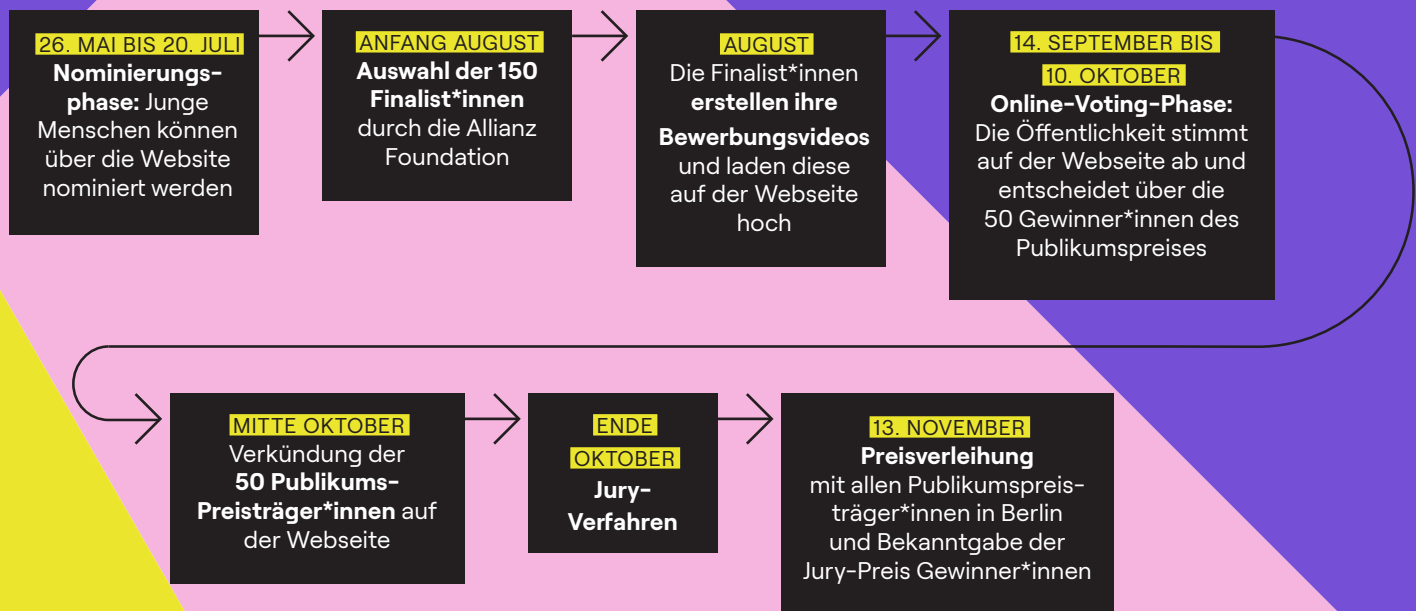 26. MAI BIS 20. JULI
Nominierungs-
phase: Junge
Menschen können
über die Website
nominiert werden
ANFANG AUGUST
Auswahl der 150
Finalist*innen
durch die Allianz
Foundation
AUGUST
Die Finalist*innen
erstellen ihre
Bewerbungsvideos
und laden diese
auf der Webseite
hoch
14. SEPTEMBER BIS
10. OKTOBER
Online-Voting-Phase:
Die Öffentlichkeit stimmt
auf der Webseite ab und
entscheidet über die
50 Gewinner*innen des
Publikumspreises
MITTE OKTOBER
Verkündung der
50 Publikums-
Preisträger*innen auf
der Webseite
ENDE
OKTOBER
Jury-
Verfahren
13. NOVEMBER
Preisverleihung
mit allen Publikumspreis-
träger*innen in Berlin
und Bekanntgabe der
Jury-Preis Gewinner*innen